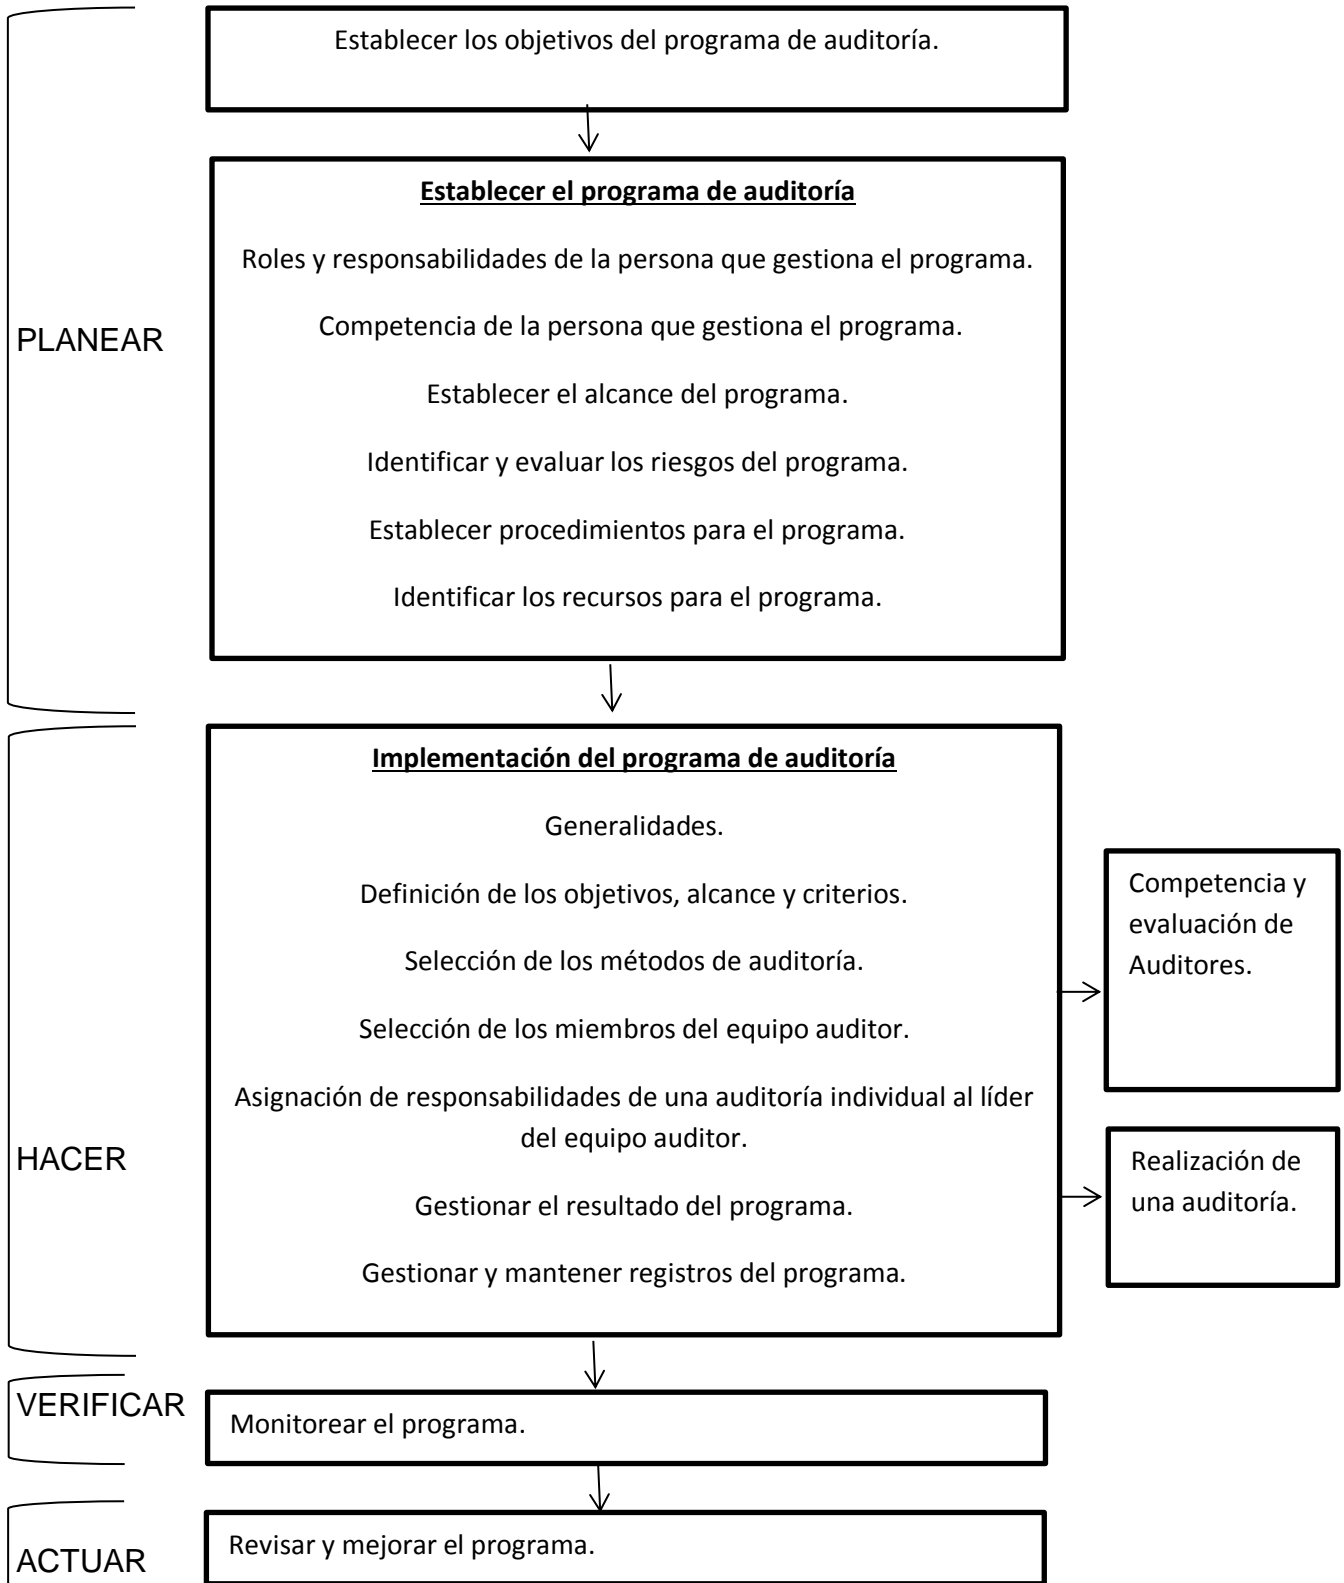 Establecer los objetivos del programa de auditoría.
Establecer el programa de auditoría
Roles y responsabilidades de la persona que gestiona el programa.
Competencia de la persona que gestiona el programa.
Establecer el alcance del programa.
Identificar y evaluar los riesgos del programa.
Establecer procedimientos para el programa.
Identificar los recursos para el programa.
PLANEAR
Implementación del programa de auditoría
Generalidades.
Definición de los objetivos, alcance y criterios.
Selección de los métodos de auditoría.
Selección de los miembros del equipo auditor.
Asignación de responsabilidades de una auditoría individual al líder
del equipo auditor.
Gestionar el resultado del programa.
Gestionar y mantener registros del programa.
HACER
Competencia y
evaluación de
Auditores.
Realización de
una auditoría.
VERIFICAR
Monitorear el programa.
ACTUAR
Revisar y mejorar el programa.